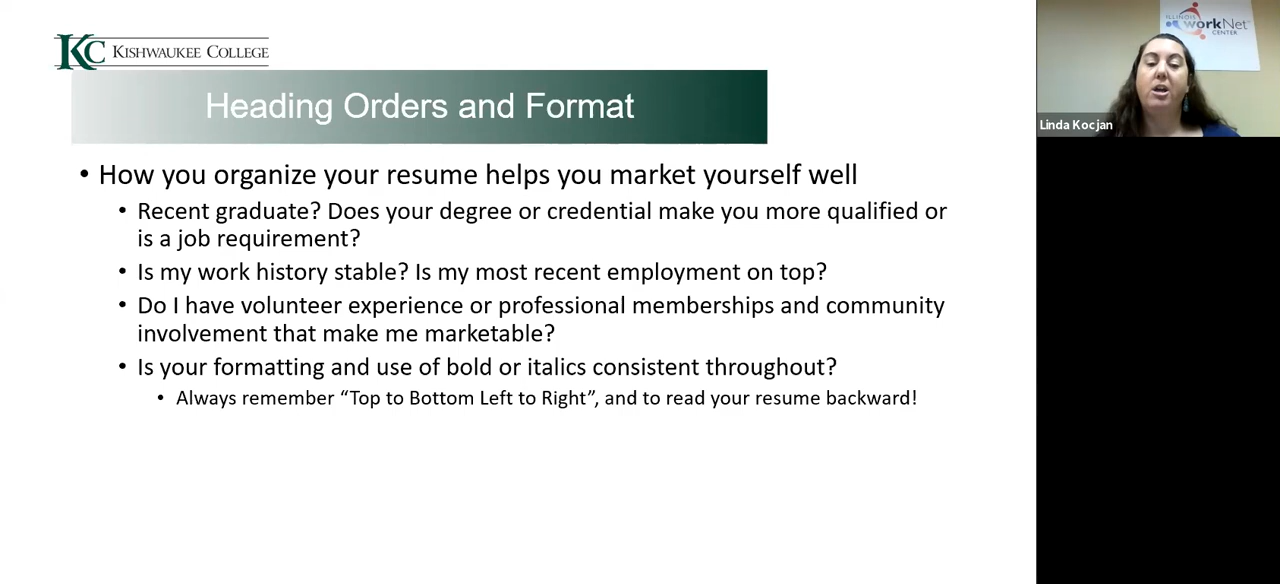 KC KISHWAUKEE COLLEGE
Heading Orders and Format
• How you organize your resume helps you market yourself well
• Recent graduate? Does your degree or credential make you more qualified or
is a job requirement?
• Is my work history stable? Is my most recent employment on top?
• Do I have volunteer experience or professional memberships and community
involvement that make me marketable?
• Is your formatting and use of bold or italics consistent throughout?
• Always remember “Top to Bottom Left to Right”, and to read your resume backward!
ILLINOIS
workNet
CENTER
Linda Kocjan